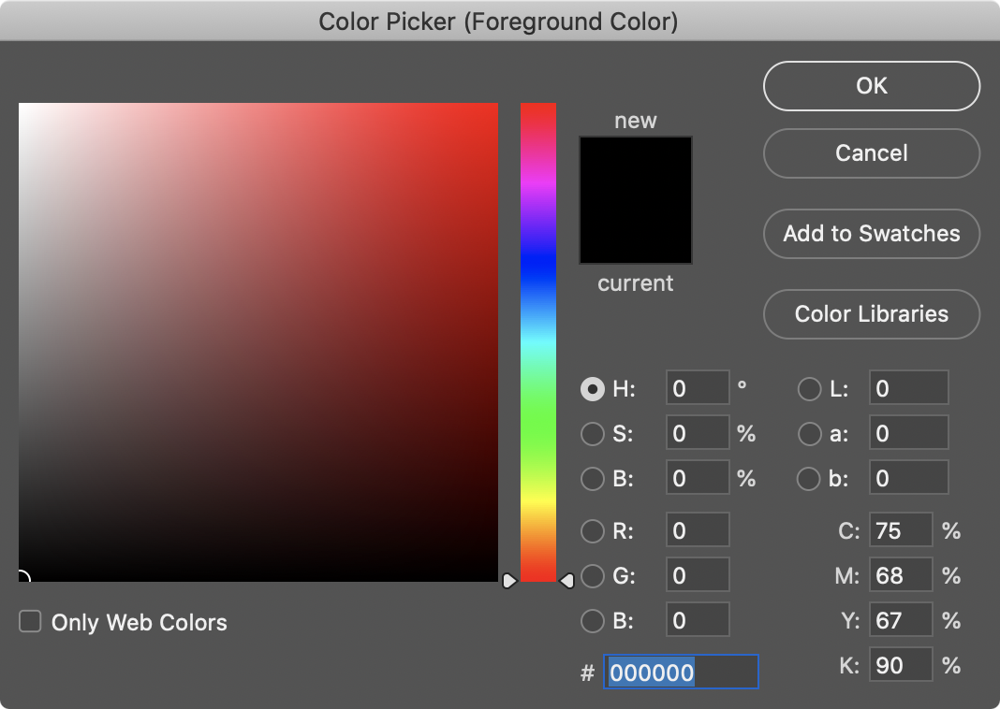 Color Picker (Foreground Color)
new
current
OK
Cancel
Add to Swatches
Color Libraries
H: 0 °
S: 0 %
B: 0 %
R: 0
G: 0
B: 0
# 000000
L: 0
a: 0
b: 0
C: 75 %
M: 68 %
Y: 67 %
K: 90 %
Only Web Colors